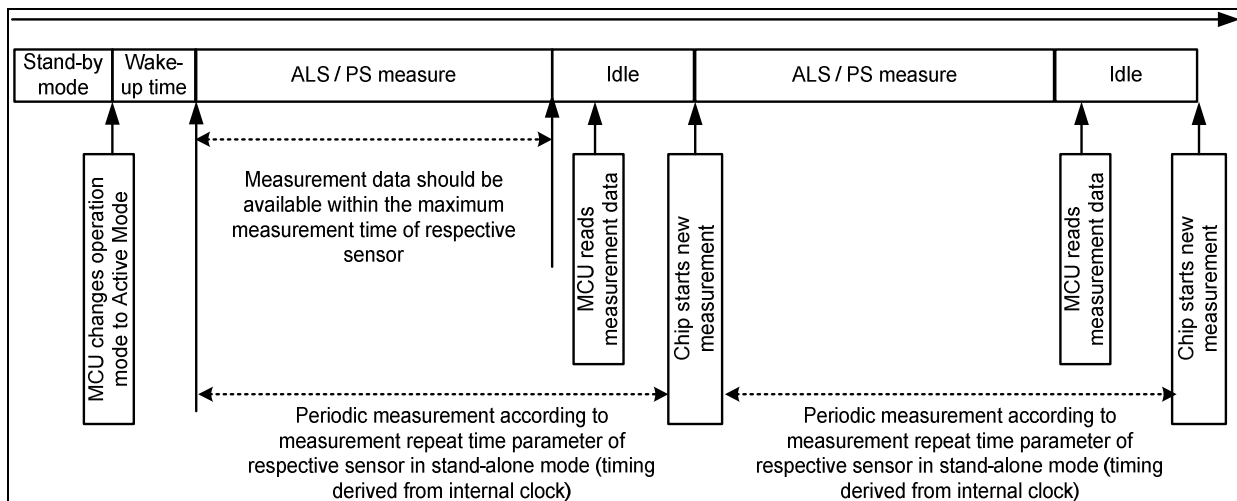 Stand-by
mode
Wake-
up time
ALS / PS measure
Idle
ALS / PS measure
Idle
MCU changes operation
mode to Active Mode
Measurement data should be
available within the maximum
measurement time of respective
sensor
MCU reads
measurement data
Chip starts new
measurement
MCU reads
measurement data
Chip starts new
measurement
Periodic measurement according to
measurement repeat time parameter of
respective sensor in stand-alone mode (timing
derived from internal clock)
Periodic measurement according to
measurement repeat time parameter of
respective sensor in stand-alone mode (timing
derived from internal clock)